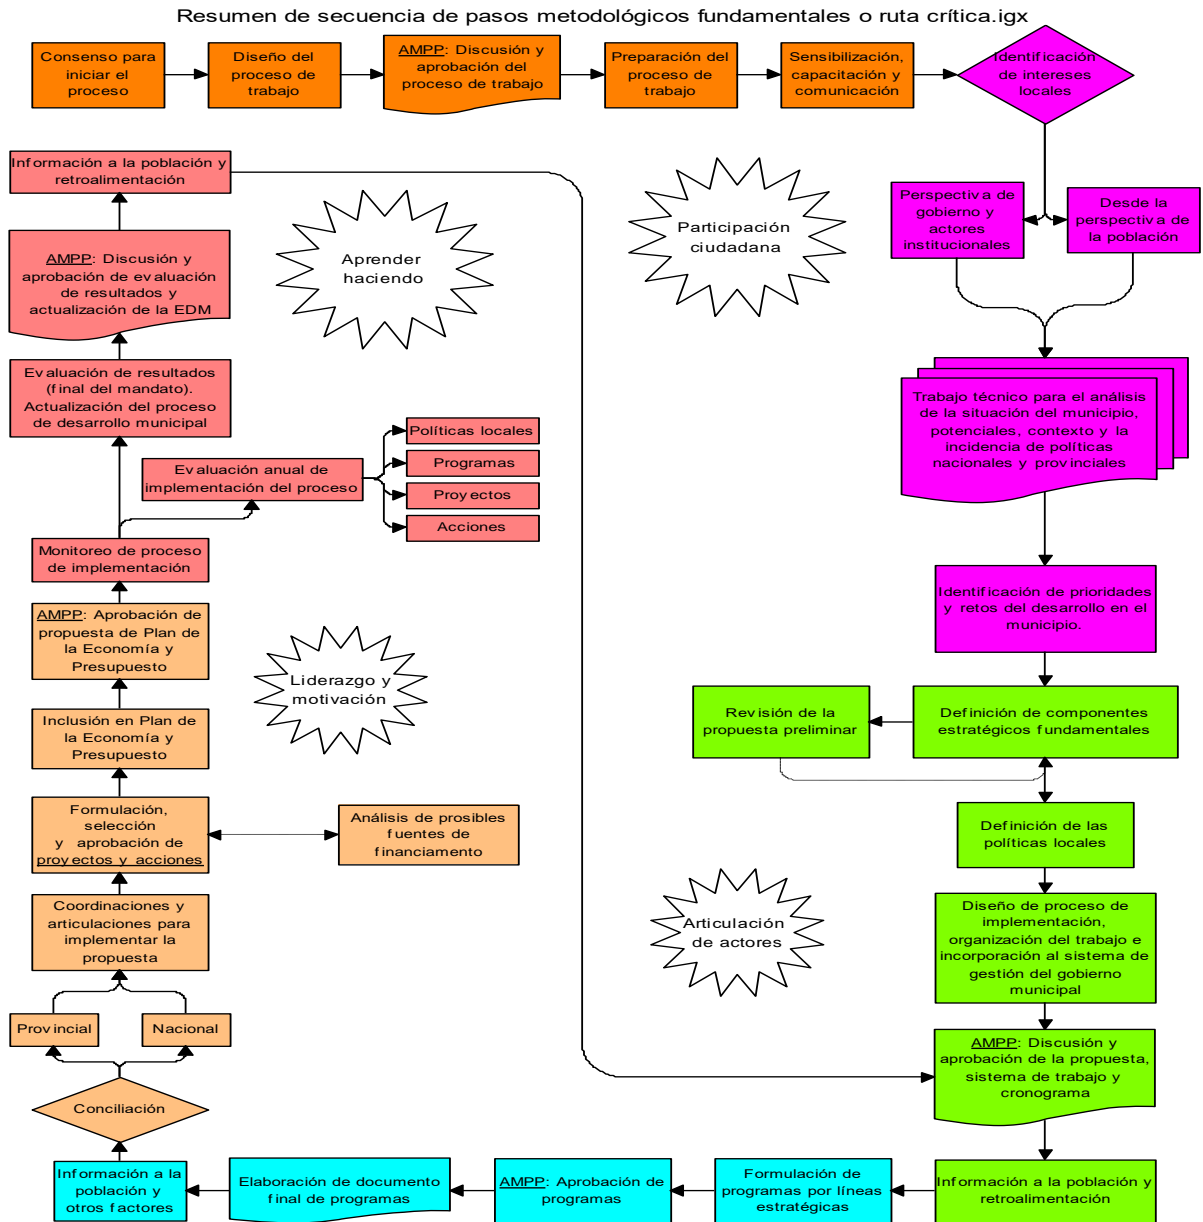 Resumen de secuencia de pasos metodológicos fundamentales o ruta crítica.igx
Consenso para
iniciar el
proceso
Diseño del
proceso de
trabajo
AMPP: Discusión y
aprobación del
proceso de trabajo
Preparación del
proceso de
trabajo
Sensibilización,
capacitación y
comunicación
Identificación
de intereses
locales
Perspectiva de
gobierno y
actores
institucionales
Desde la
perspectiva de
la población
Trabajo técnico para el análisis
de la situación del municipio,
potenciales, contexto y la
incidencia de políticas
nacionales y provinciales
Identificación de prioridades
y retos del desarrollo en el
municipio.
Definición de componentes
estratégicos fundamentales
Revisión de la
propuesta preliminar
Definición de las
políticas locales
Diseño de proceso de
implementación,
organización del trabajo e
incorporación al sistema de
gestión del gobierno
municipal
AMPP: Discusión y
aprobación de la propuesta,
sistema de trabajo y
cronograma
Información a la población y
retroalimentación
Formulación de
programas por líneas
estratégicas
AMPP: Aprobación de
programas
Elaboración de documento
final de programas
Información a la
población y
otros factores
Conciliación
Provincial
Nacional
Coordinaciones y
articulaciones para
implementar la
propuesta
Formulación,
selección
y aprobación de
proyectos y acciones
Análisis de prosibles
fuentes de
financiamento
Inclusión en Plan de
la Economía y
Presupuesto
AMPP: Aprobación de
propuesta de Plan de
la Economía y
Presupuesto
Monitoreo de proceso
de implementación
Evaluación anual de
implementación del proceso
Políticas locales
Programas
Proyectos
Acciones
Evaluación de resultados
(final del mandato).
Actualización del proceso
de desarrollo municipal
AMPP: Discusión y
aprobación de evaluación
de resultados y
actualización de la EDM
Información a la población y
retroalimentación
Aprender
haciendo
Participación
ciudadana
Liderazgo y
motivación
Articulación
de actores